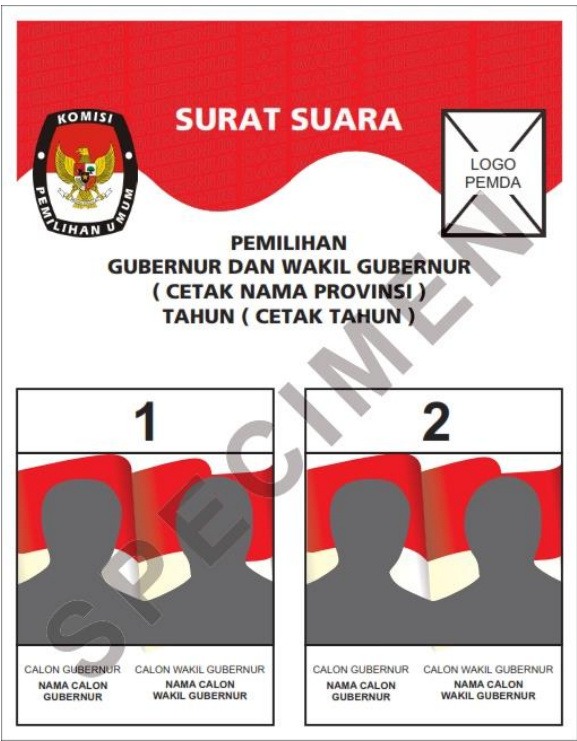 SURAT SUARA
KOMISI
PEMILIHAN UMUM
LOGO
PEMDA
PEMILIHAN
GUBERNUR DAN WAKIL GUBERNUR
( CETAK NAMA PROVINSI )
TAHUN ( CETAK TAHUN )
SPECIMEN
1
2
CALON GUBERNUR
NAMA CALON
GUBERNUR
CALON WAKIL GUBERNUR
NAMA CALON
WAKIL GUBERNUR
CALON GUBERNUR
NAMA CALON
GUBERNUR
CALON WAKIL GUBERNUR
NAMA CALON
WAKIL GUBERNUR